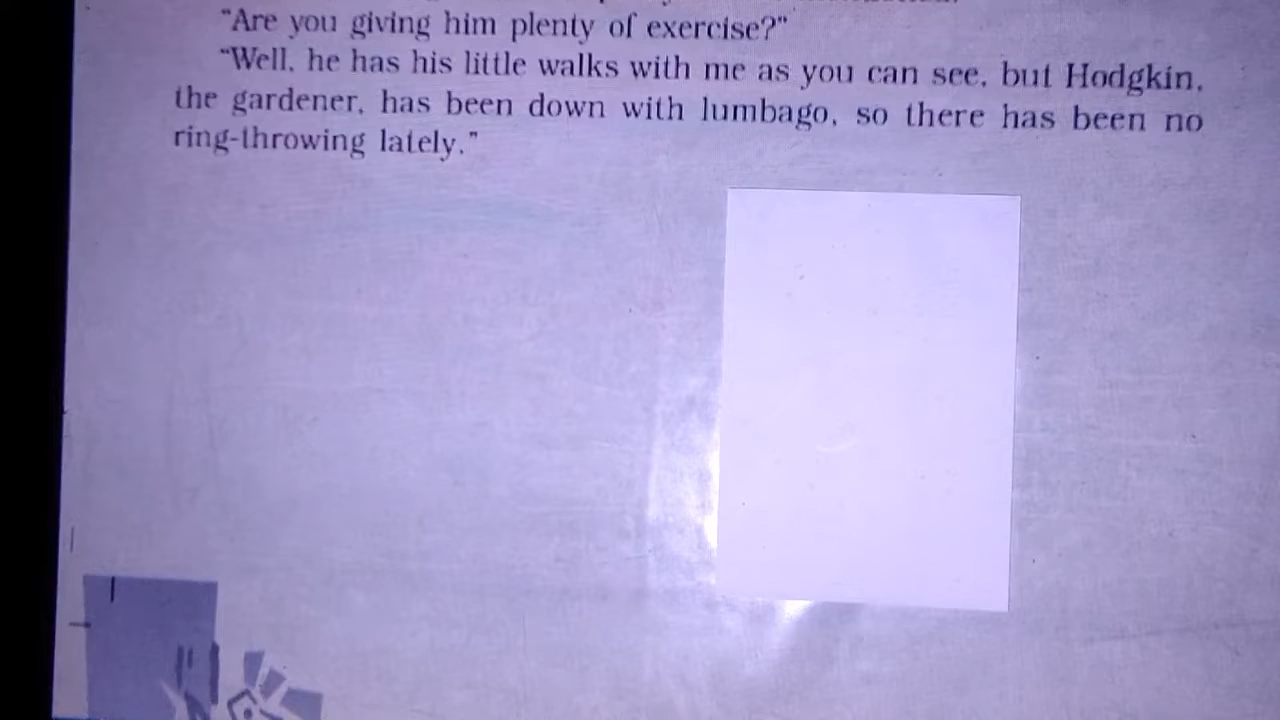 "Are you giving him plenty of exercise?"
"Well, he has his little walks with me as you can see, but Hodgkin,
the gardener, has been down with lumbago, so there has been no
ring-throwing lately."